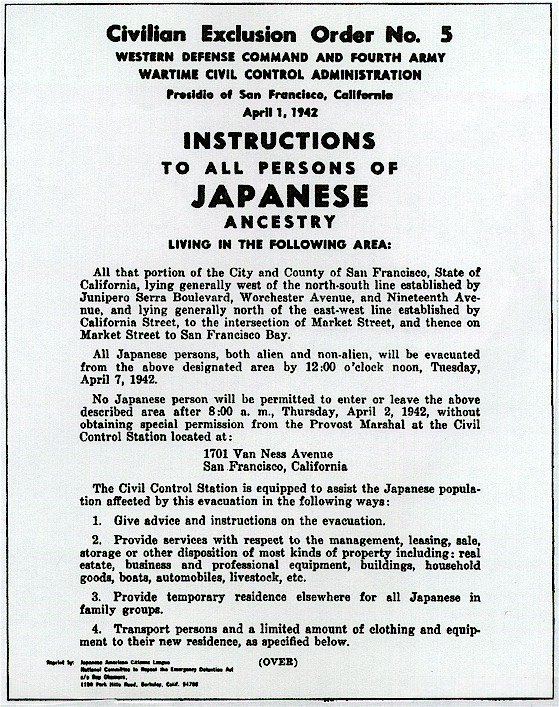 Civilian Exclusion Order No. 5
WESTERN DEFENSE COMMAND AND FOURTH ARMY
WARTIME CIVIL CONTROL ADMINISTRATION
Presidio of San Francisco, California
April 1, 1942
INSTRUCTIONS
TO ALL PERSONS OF
JAPANESE
ANCESTRY
LIVING IN THE FOLLOWING AREA:
All that portion of the City and County of San Francisco, State of
California, lying generally west of the north-south line established by
Junipero Serra Boulevard, Worchester Avenue, and Nineteenth Ave-
nue, and lying generally north of the east-west line established by
California Street, to the intersection of Market Street, and thence on
Market Street to San Francisco Bay.
All Japanese persons, both alien and non-alien, will be evacuated
from the above designated area by 12:00 o'clock noon, Tuesday,
April 7, 1942.
No Japanese person will be permitted to enter or leave the above
described area after 8:00 a. m., Thursday, April 2, 1942, without
obtaining special permission from the Provost Marshal at the Civil
Control Station located at:
1701 Van Ness Avenue
San Francisco, California
The Civil Control Station is equipped to assist the Japanese popula-
tion affected by this evacuation in the following ways:
1. Give advice and instructions on the evacuation.
2. Provide services with respect to the management, leasing, sale,
storage or other disposition of most kinds of property including: real
estate, business and professional equipment, buildings, household
goods, boats, automobiles, livestock, etc.
3. Provide temporary residence elsewhere for all Japanese in
family groups.
4. Transport persons and a limited amount of clothing and equip-
ment to their new residence, as specified below.
(OVER)
Reprint by: Japanese American Citizens League
National Committee to Repeal the Emergency Detention Act
c/o Ray Okamura,
1150 Park Hills Road, Berkeley, Calif. 94708